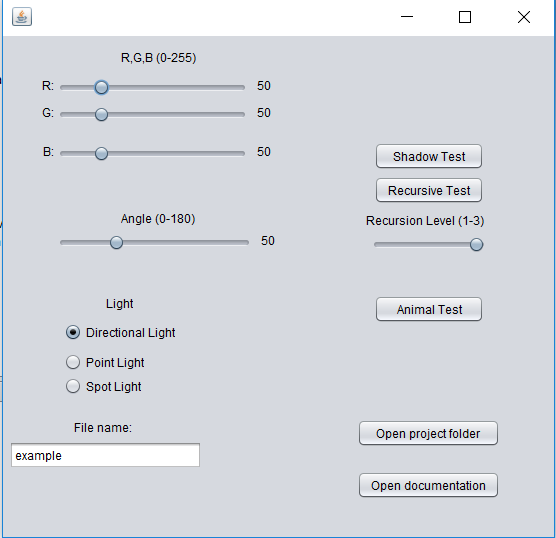 R,G,B (0-255)
R: 50
G: 50
B: 50
Shadow Test
Recursive Test
Angle (0-180)
50
Recursion Level (1-3)
Light
Directional Light
Point Light
Spot Light
Animal Test
File name:
example
Open project folder
Open documentation